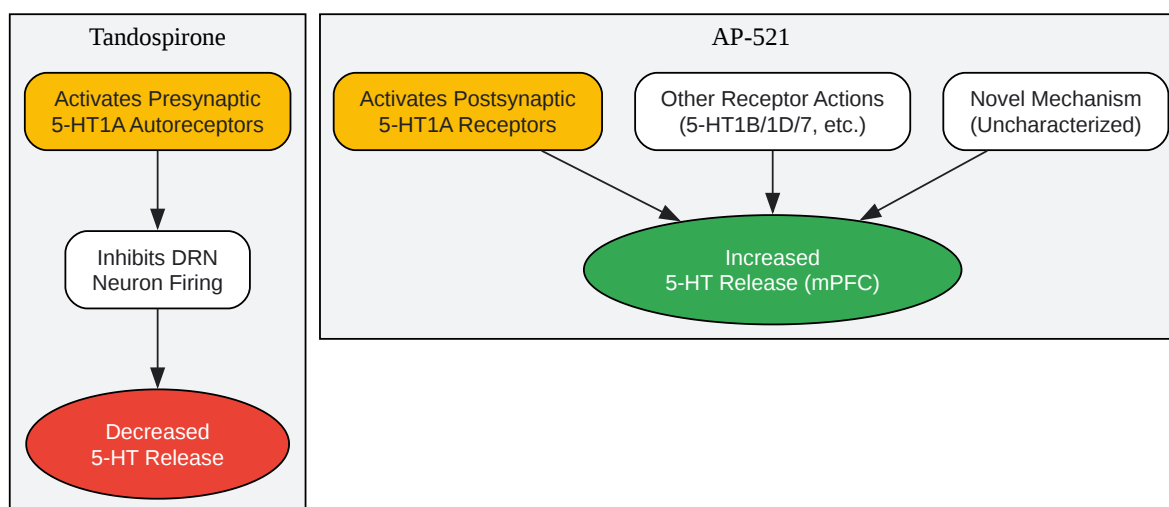 Tandospirone
Activates Presynaptic
5-HT1A Autoreceptors
Inhibits DRN
Neuron Firing
Decreased
5-HT Release
AP-521
Activates Postsynaptic
5-HT1A Receptors
Other Receptor Actions
(5-HT1B/1D/7, etc.)
Novel Mechanism
(Uncharacterized)
Increased
5-HT Release (mPFC)